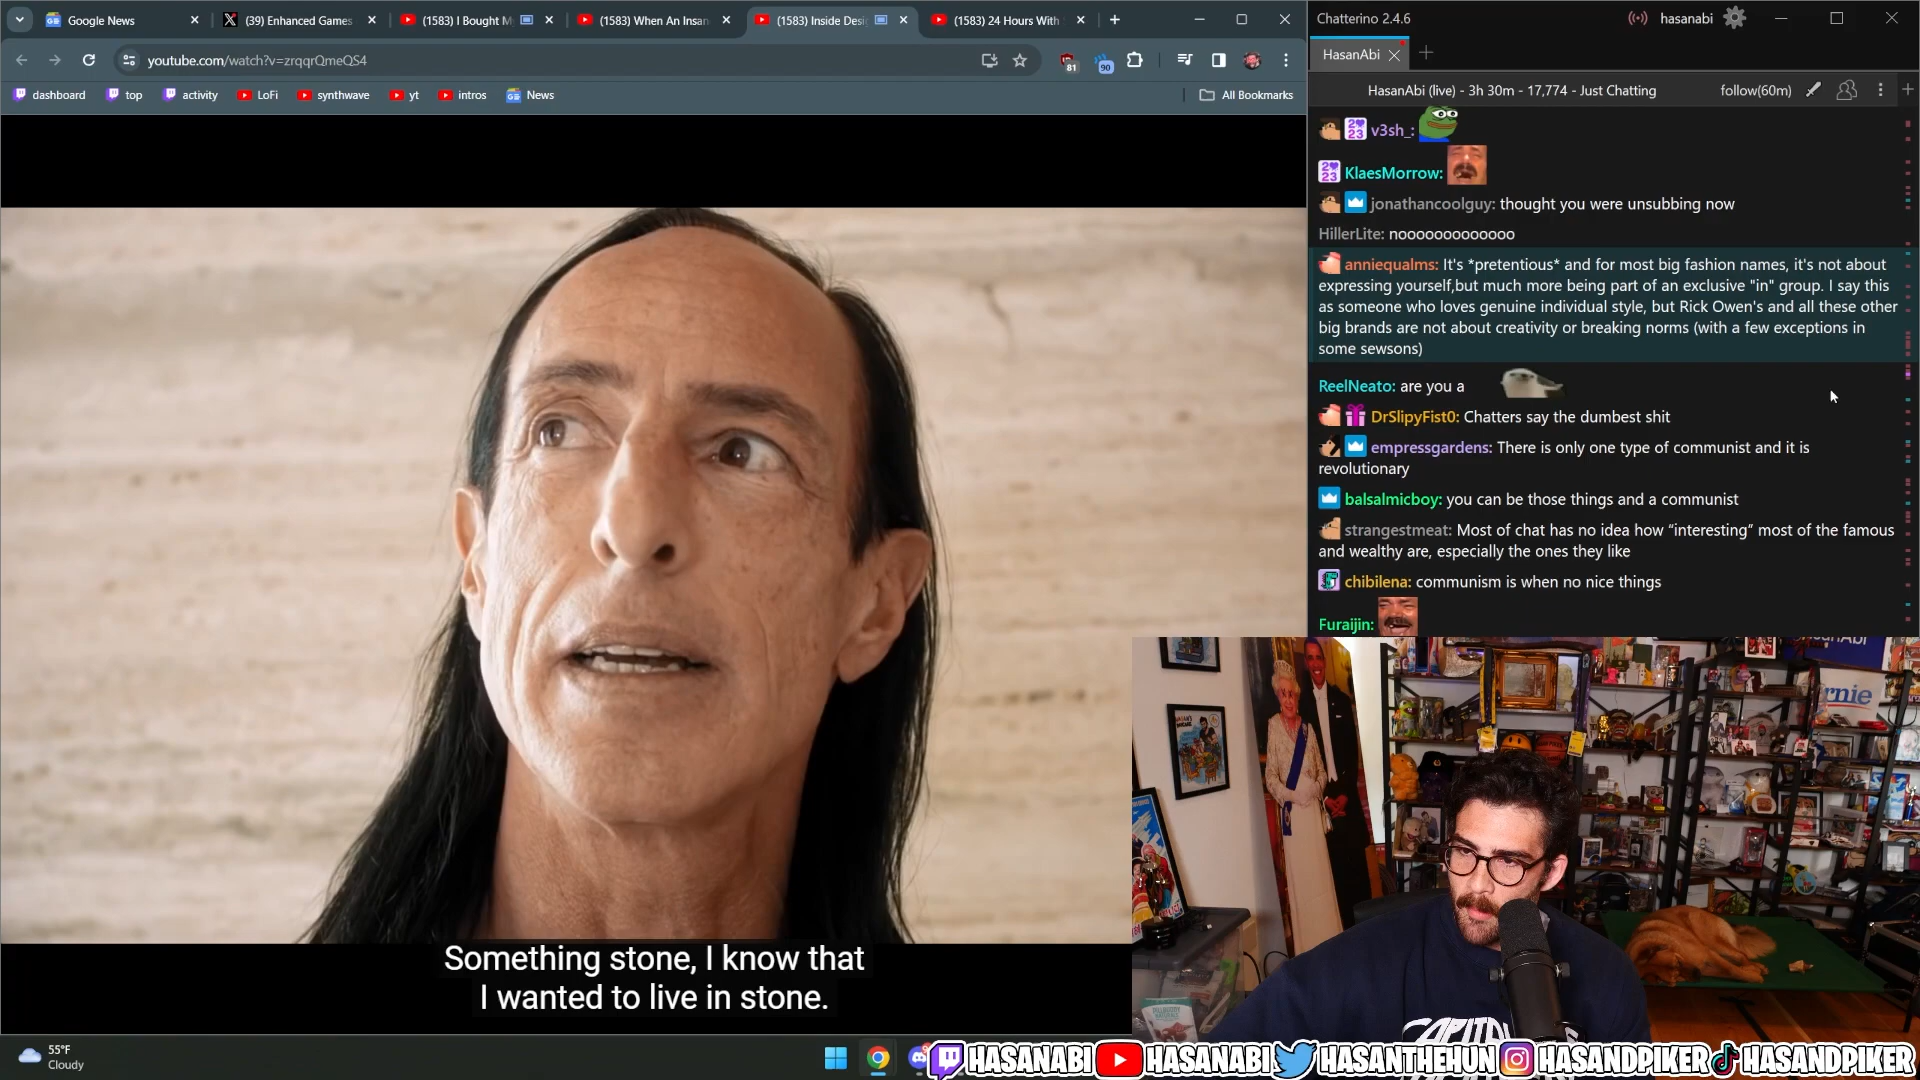 Google News
(39) Enhanced Games
(1583) I Bought M
(1583) When An Insan
(1583) Inside Desi
(1583) 24 Hours With
youtube.com/watch?v=zrqqrQmeQS4
81
90
dashboard
top
activity
LoFi
synthwave
yt
intros
News
All Bookmarks
Something stone, I know that
I wanted to live in stone.
Chatterino 2.4.6
hasanabi
HasanAbi
HasanAbi (live) - 3h 30m - 17,774 - Just Chatting
follow(60m)
v3sh_:
KlaesMorrow:
jonathancoolguy: thought you were unsubbing now
HillerLite: nooooooooooooo
anniequalms: It's *pretentious* and for most big fashion names, it's not about
expressing yourself,but much more being part of an exclusive "in" group. I say this
as someone who loves genuine individual style, but Rick Owen's and all these other
big brands are not about creativity or breaking norms (with a few exceptions in
some sewsons)
ReelNeato: are you a
DrSlipyFist0: Chatters say the dumbest shit
empressgardens: There is only one type of communist and it is
revolutionary
balsalmicboy: you can be those things and a communist
strangestmeat: Most of chat has no idea how “interesting” most of the famous
and wealthy are, especially the ones they like
chibilena: communism is when no nice things
Furaijin:
55°F
Cloudy
HASANABI
HASANABI
HASANTHEHUN
HASANDPIKER
HASANDPIKER